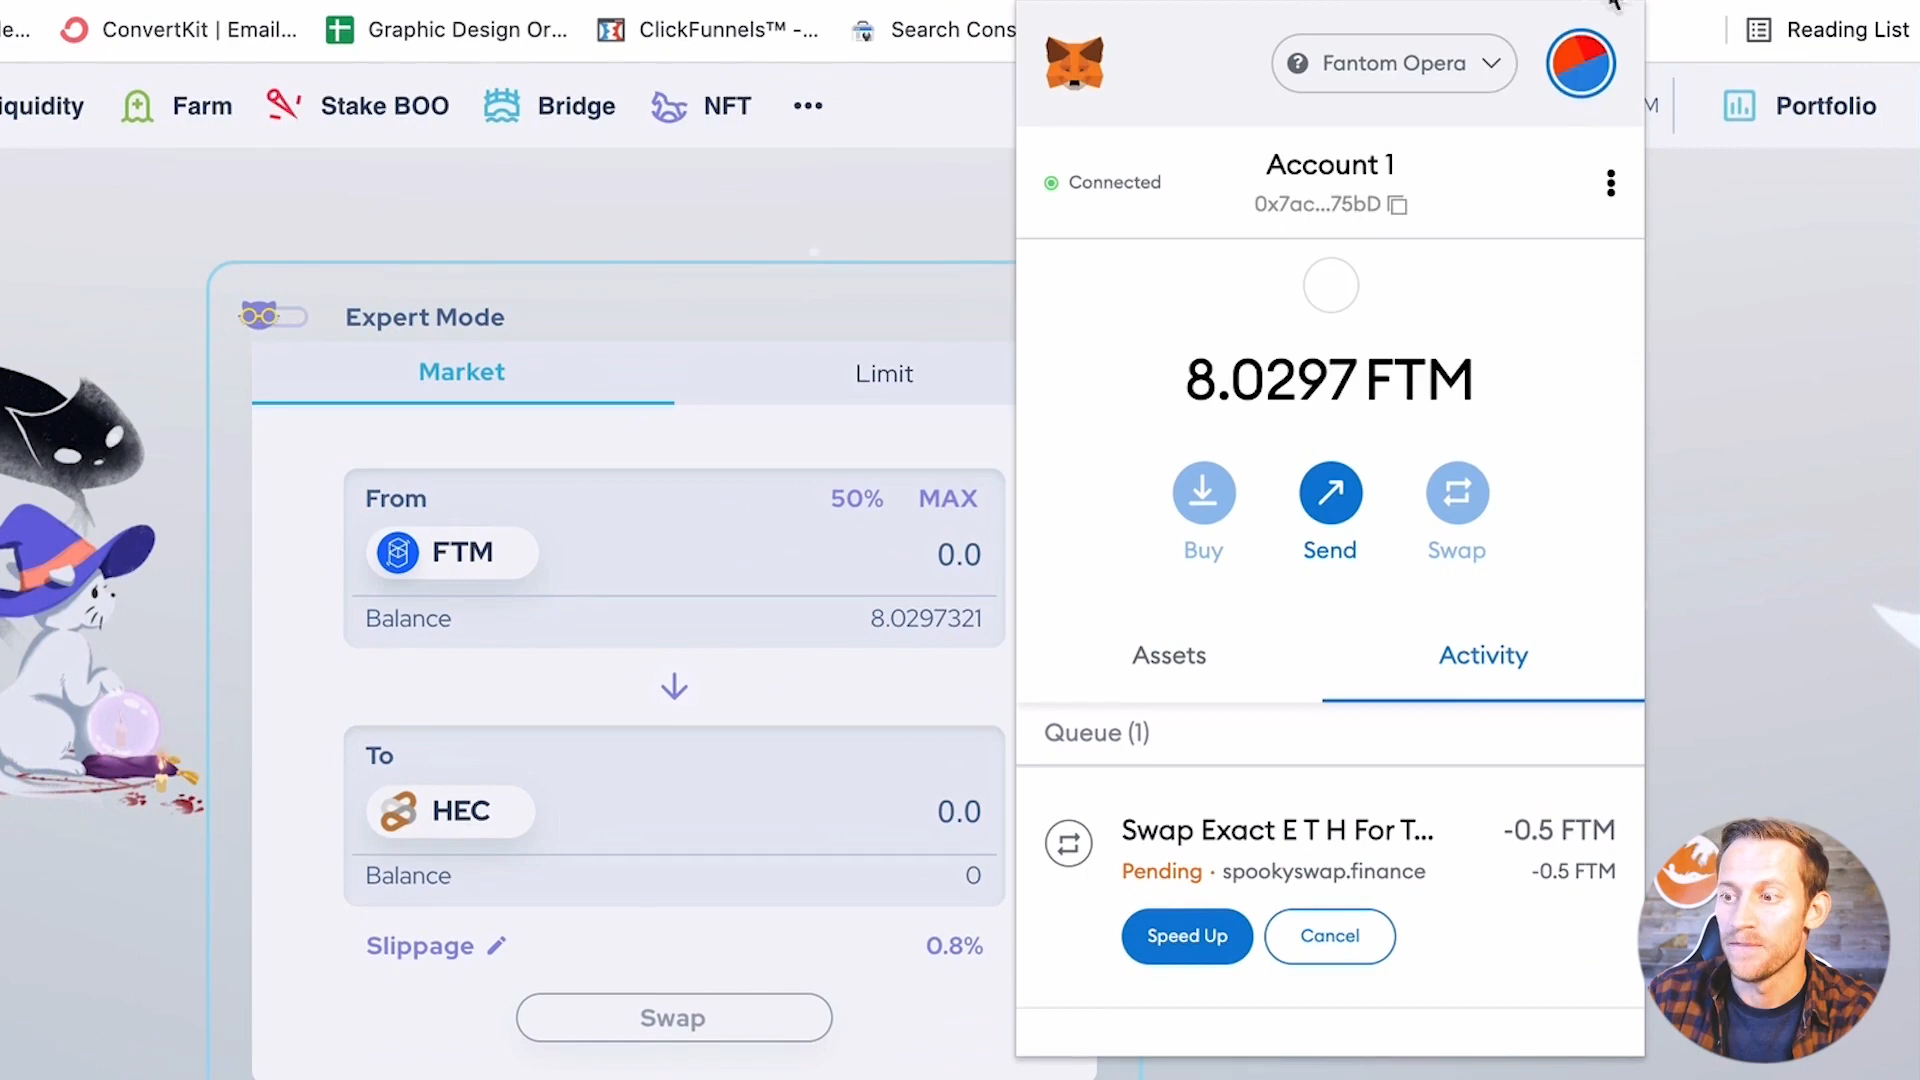 ConvertKit | Email...
Graphic Design Or...
ClickFunnels™ -...
Search Cons
Reading List
iquidity
Farm
Stake BOO
Bridge
NFT
•••
M
Portfolio
Fantom Opera
Connected
Account 1
0x7ac...75bD
8.0297 FTM
Buy
Send
Swap
Assets
Activity
Queue (1)
Swap Exact E T H For T...
-0.5 FTM
Pending · spookyswap.finance
-0.5 FTM
Speed Up
Cancel
Expert Mode
Market
Limit
From
50%
MAX
FTM
0.0
Balance
8.0297321
To
HEC
0.0
Balance
0
Slippage
0.8%
Swap